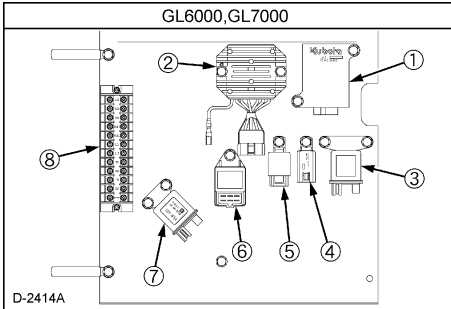 GL6000,GL7000
Kubota
①
②
③
④
⑤
⑥
⑦
⑧
D-2414A